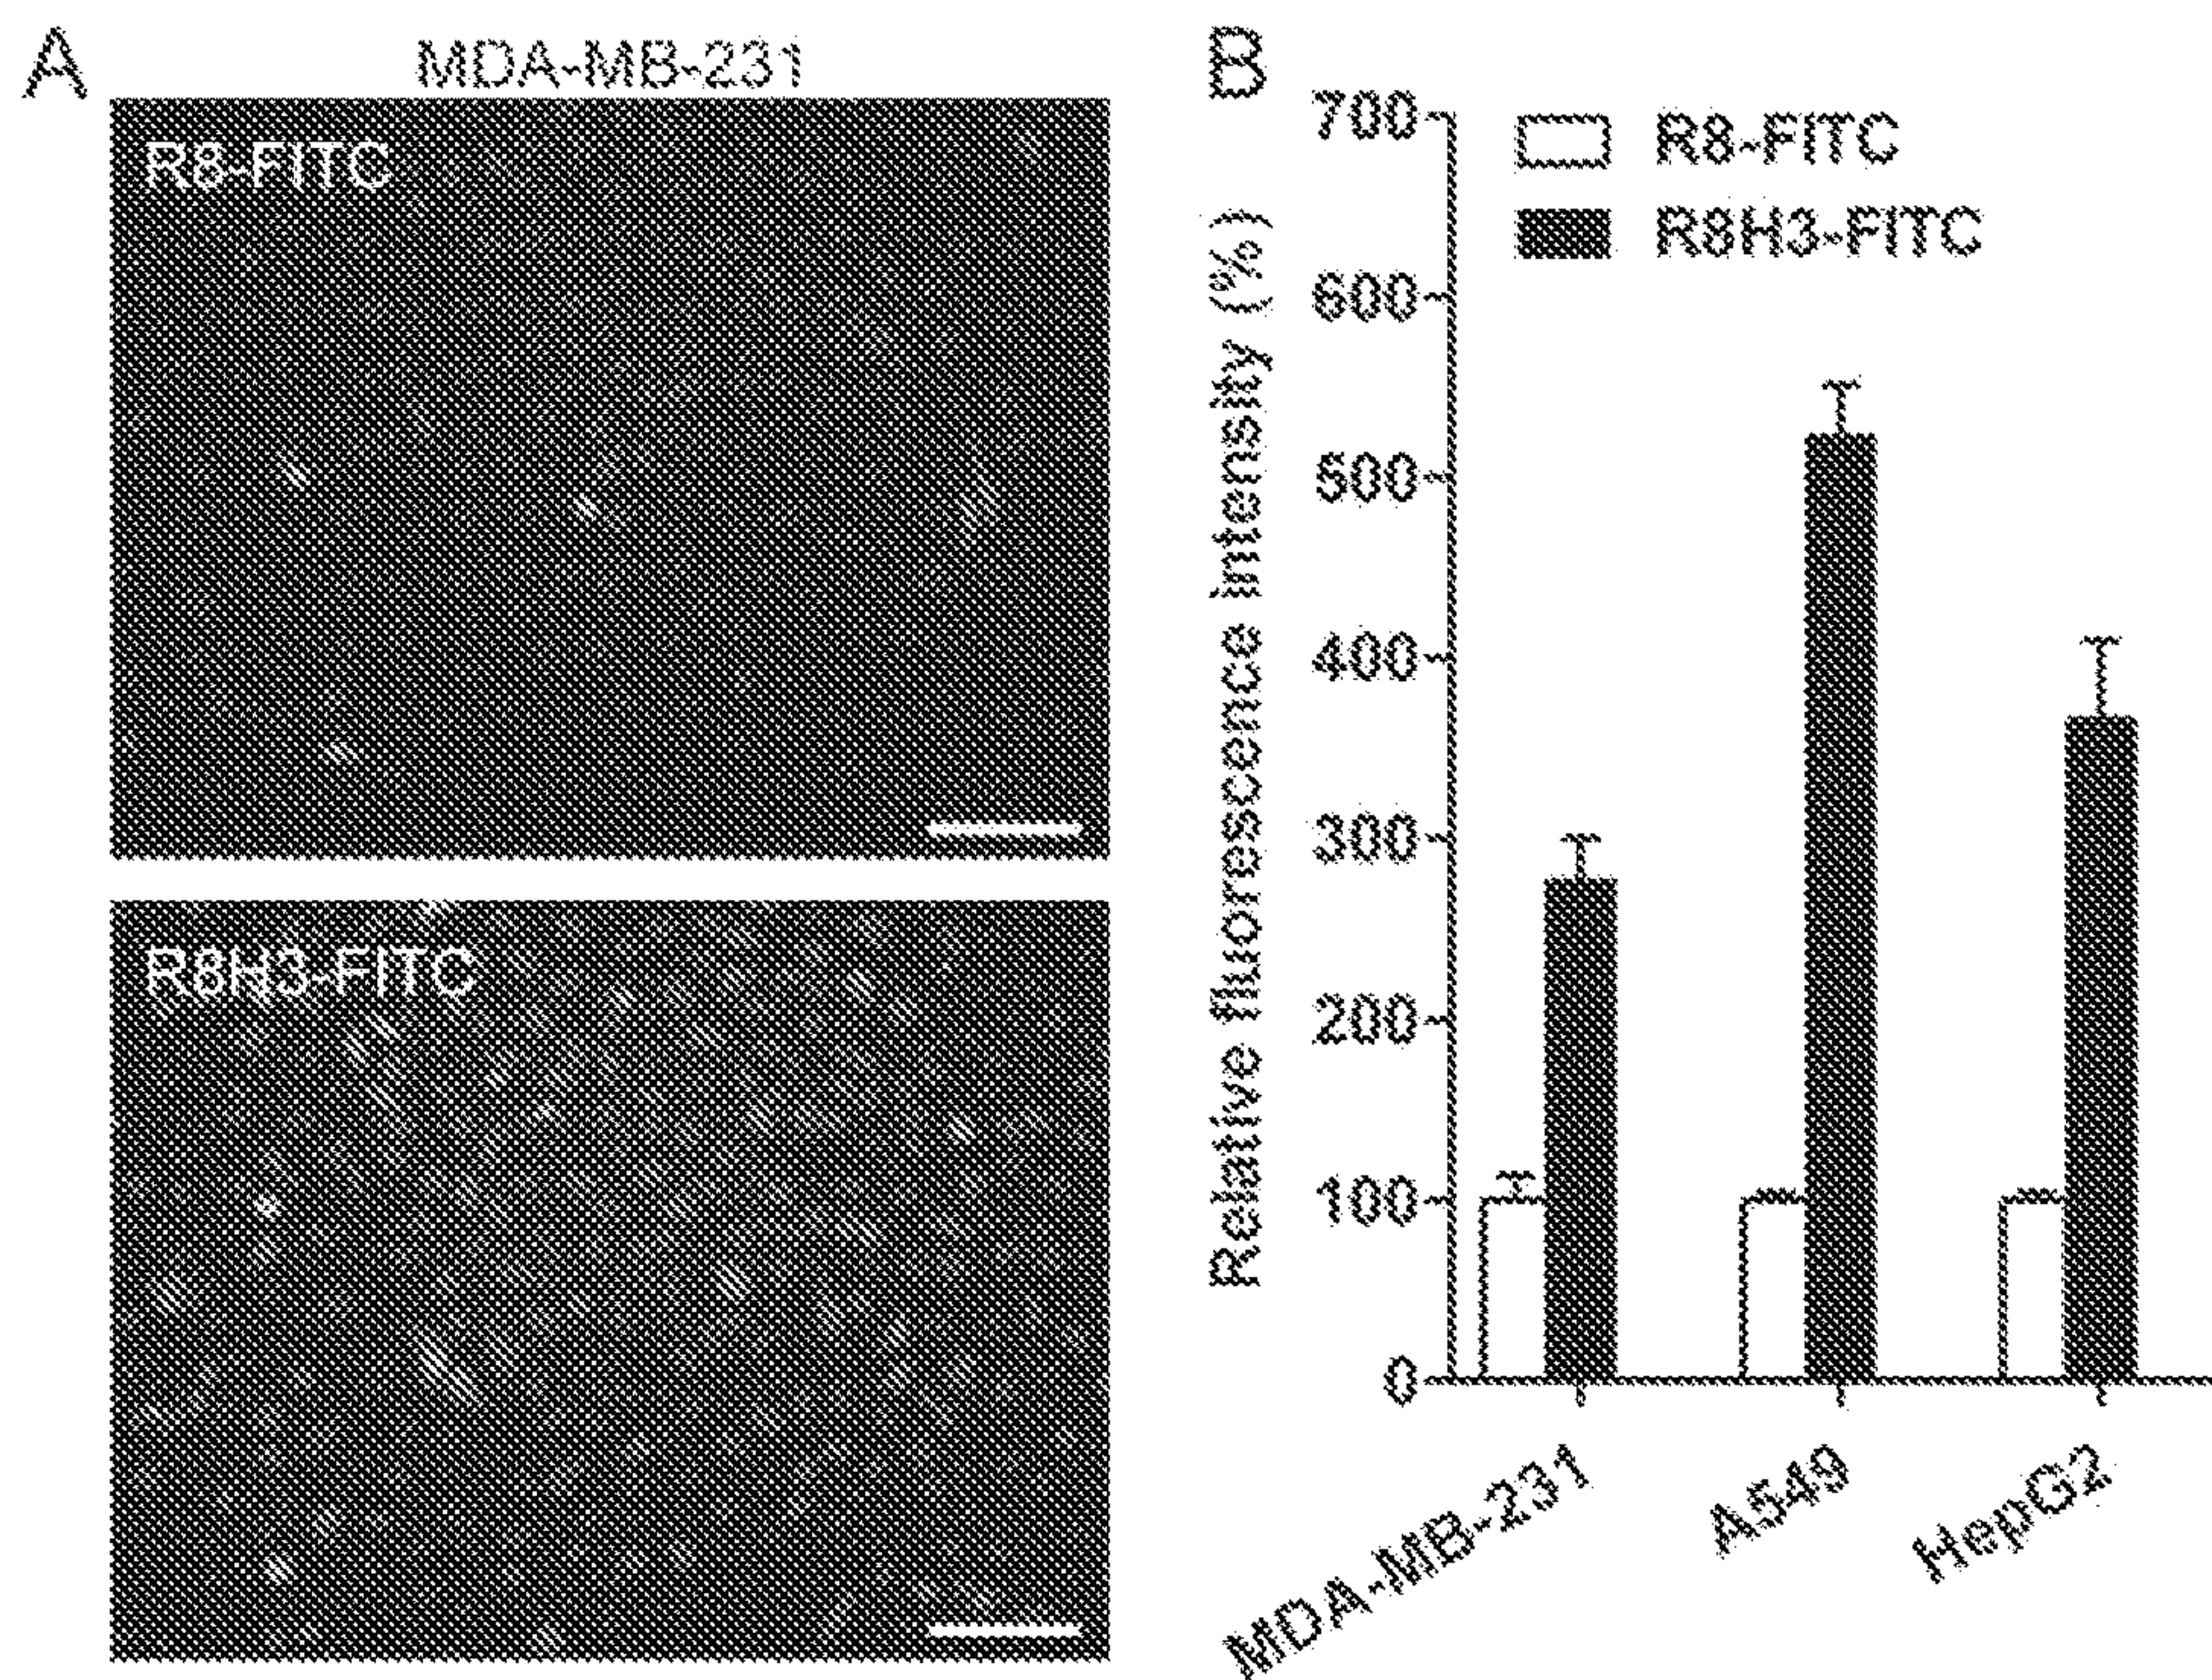 A
MDA-MB-231
R8-FITC
R8H3-FITC
B
Relative fluorescence intensity (%)
700
600
500
400
300
200
100
0
R8-FITC
R8H3-FITC
MDA-MB-231
A549
HepG2